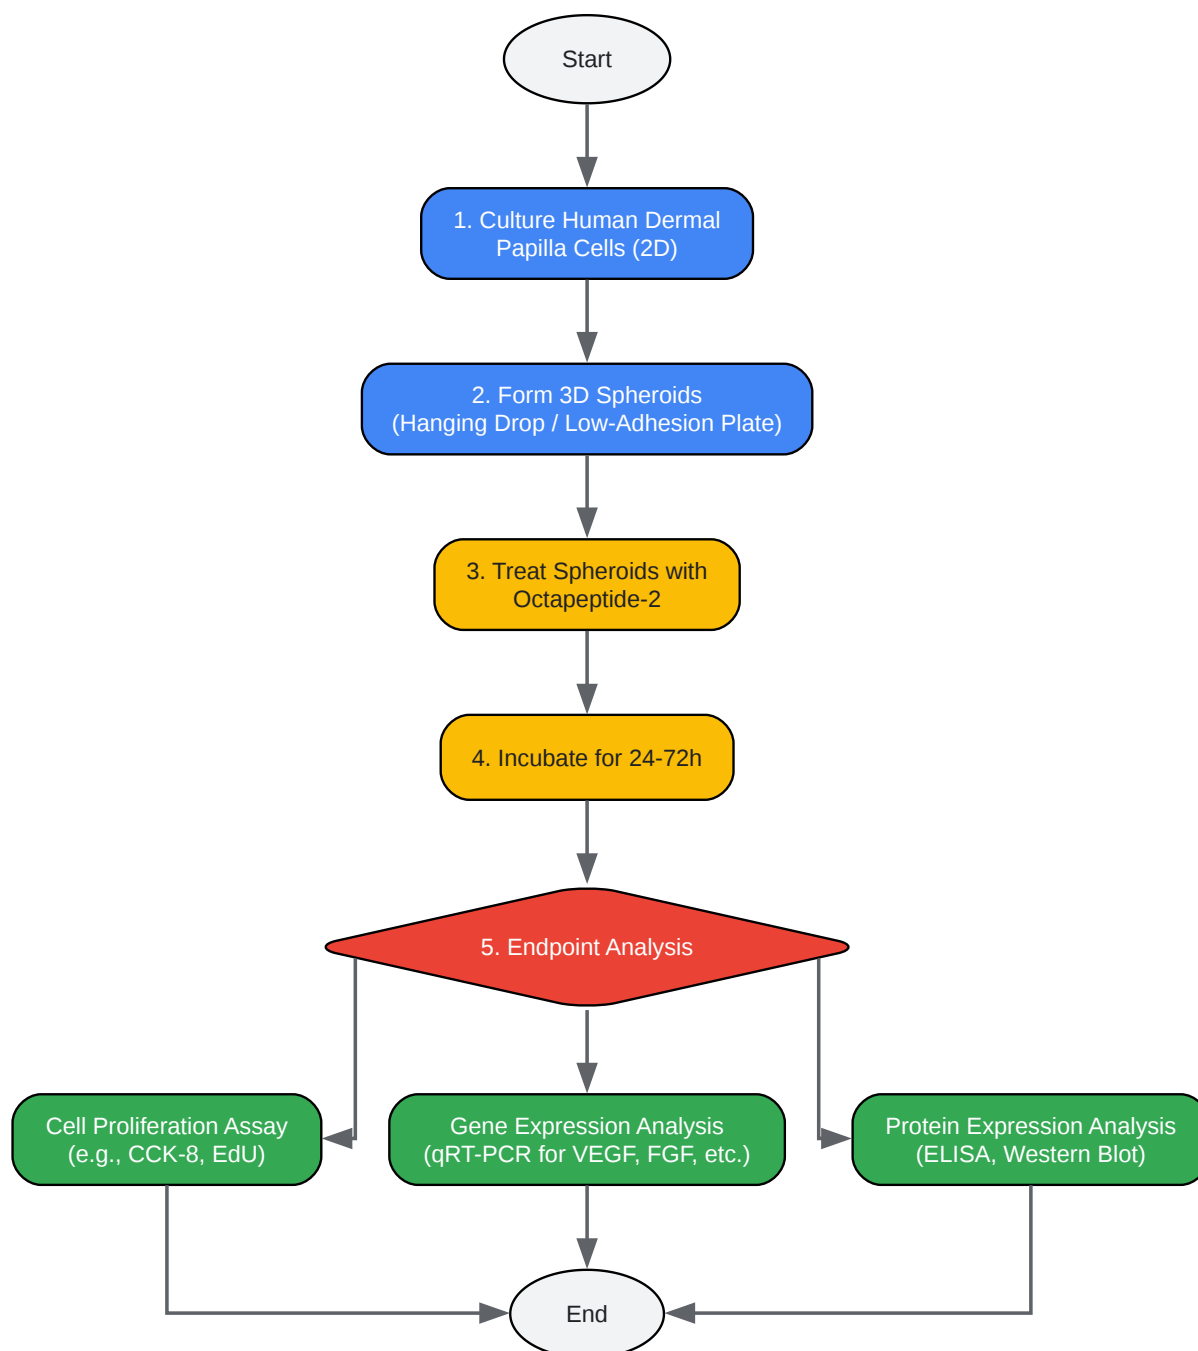 Start
1. Culture Human Dermal
Papilla Cells (2D)
2. Form 3D Spheroids
(Hanging Drop / Low-Adhesion Plate)
3. Treat Spheroids with
Octapeptide-2
4. Incubate for 24-72h
5. Endpoint Analysis
Cell Proliferation Assay
(e.g., CCK-8, EdU)
Gene Expression Analysis
(qRT-PCR for VEGF, FGF, etc.)
Protein Expression Analysis
(ELISA, Western Blot)
End